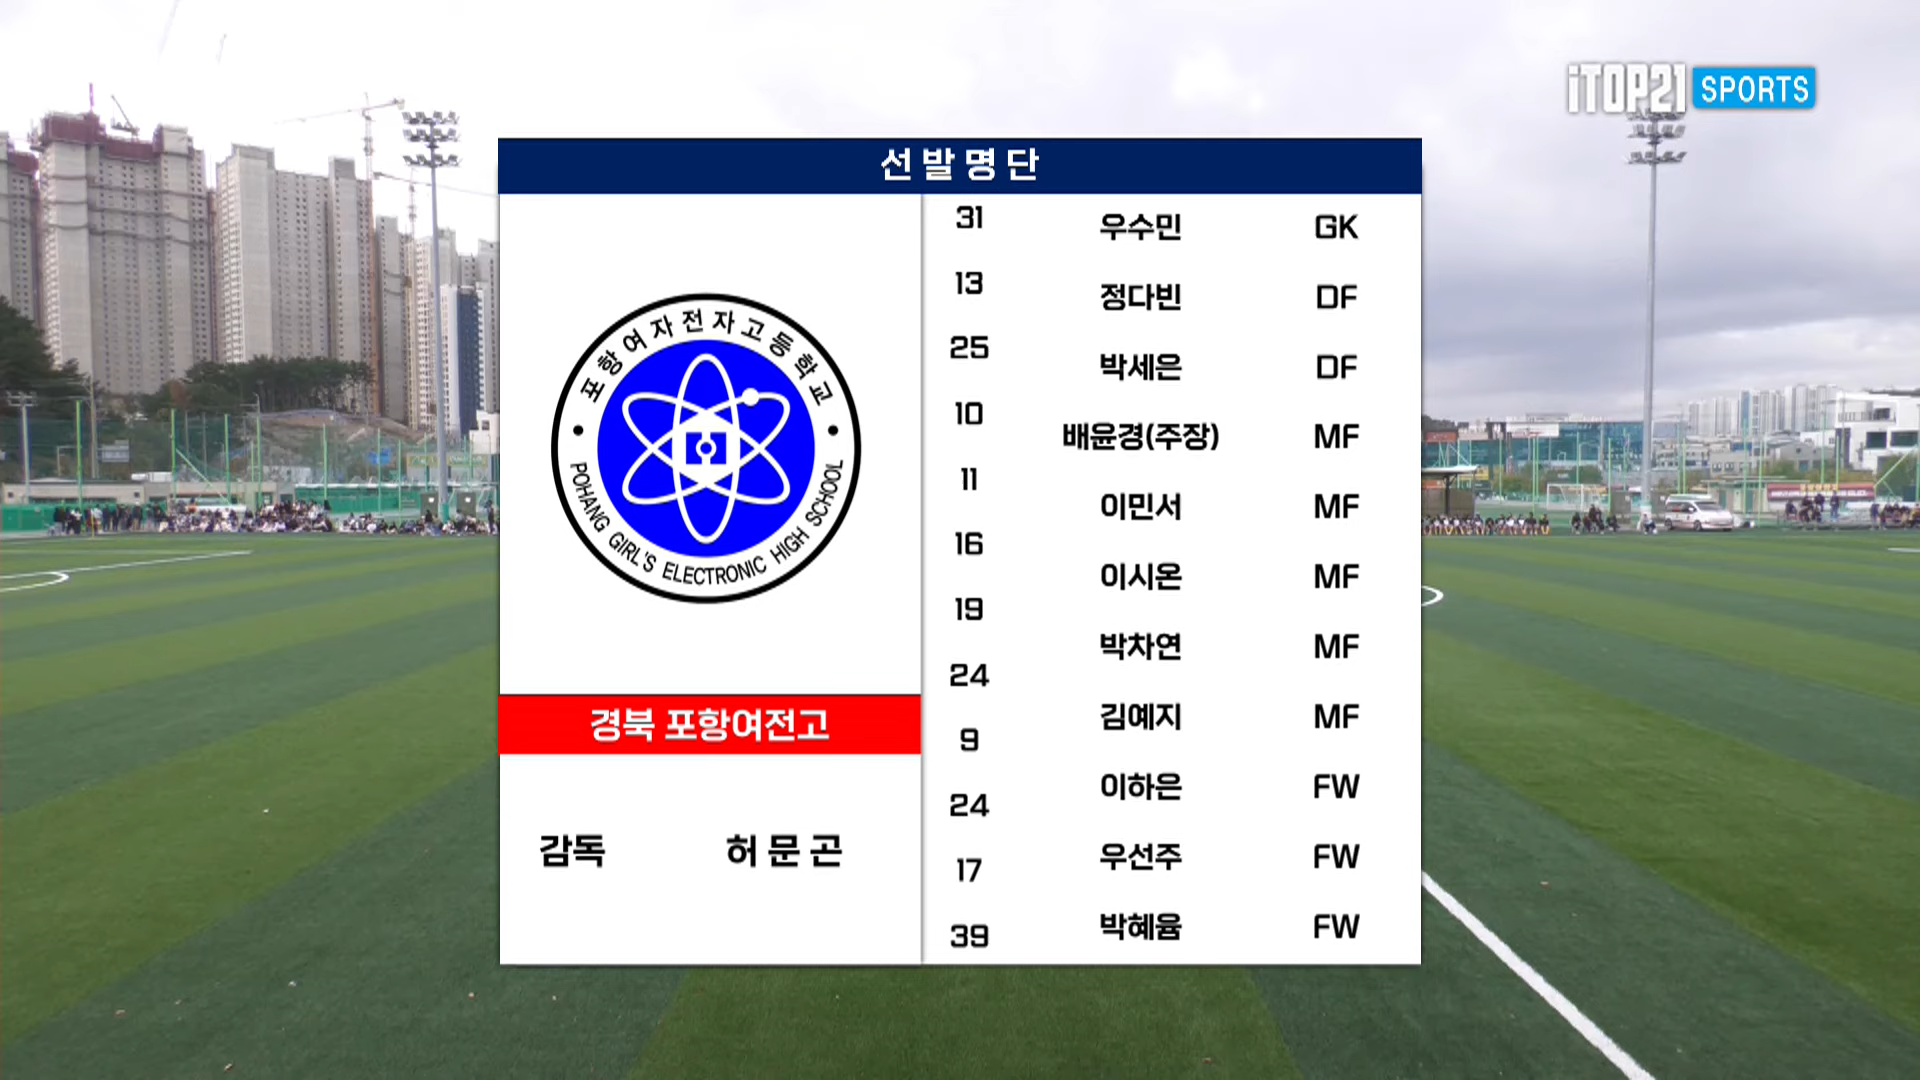 iTOP21 SPORTS
선발명단
포항여자전자고등학교
POHANG GIRL'S ELECTRONIC HIGH SCHOOL
경북 포항여전고
감독 허문곤
31 우수민 GK
13 정다빈 DF
25 박세은 DF
10 배윤경(주장) MF
11 이민서 MF
16 이시온 MF
19 박차연 MF
24 김예지 MF
9 이하은 FW
24 우선주 FW
17 박혜윰 FW
39